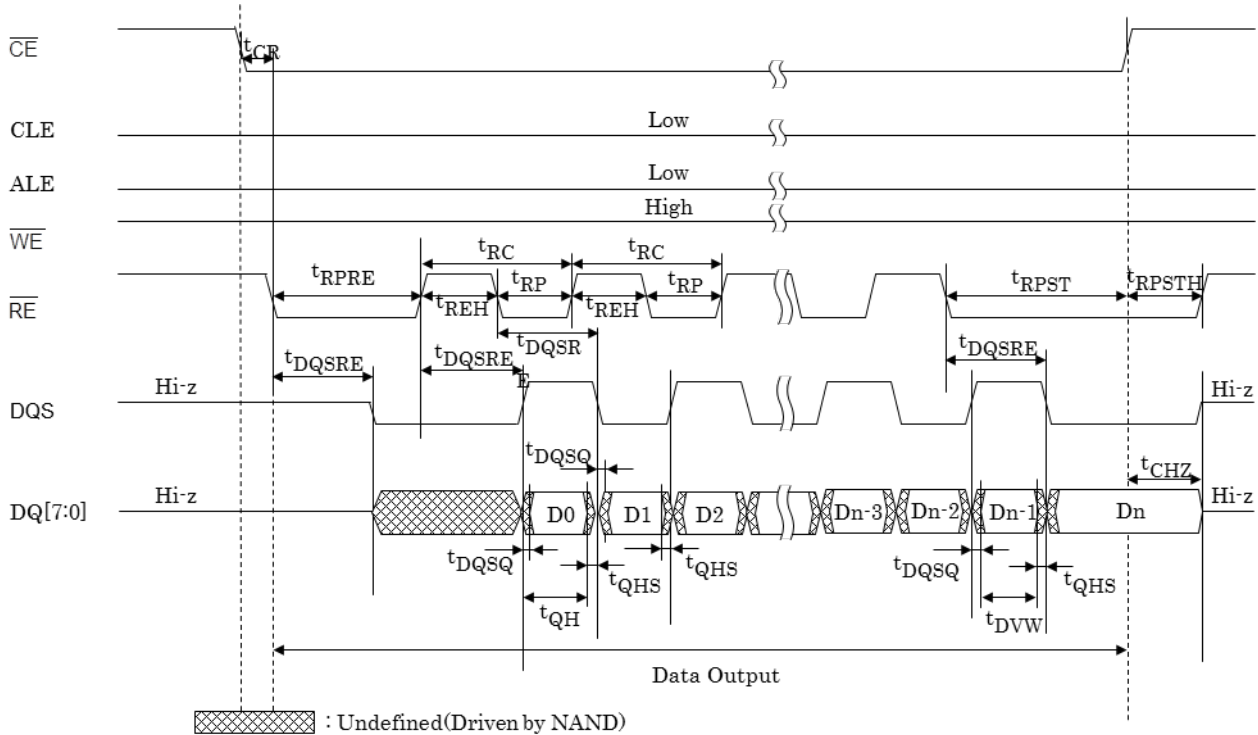 CE
tCR
CLE
Low
ALE
Low
High
WE
tRC
tRC
RE
tRPRE
tREH
tRP
tREH
tRP
tRPST
tRPSTH
tDQSR
tDQSRE
tDQSRE
E
tDQSRE
DQS
Hi-z
Hi-z
tDQSQ
tCHZ
DQ[7:0]
Hi-z
D0
D1
D2
Dn-3
Dn-2
Dn-1
Dn
Hi-z
tDQSQ
tQHS
tQHS
tDQSQ
tQHS
tQH
tDVW
Data Output
: Undefined(Driven by NAND)